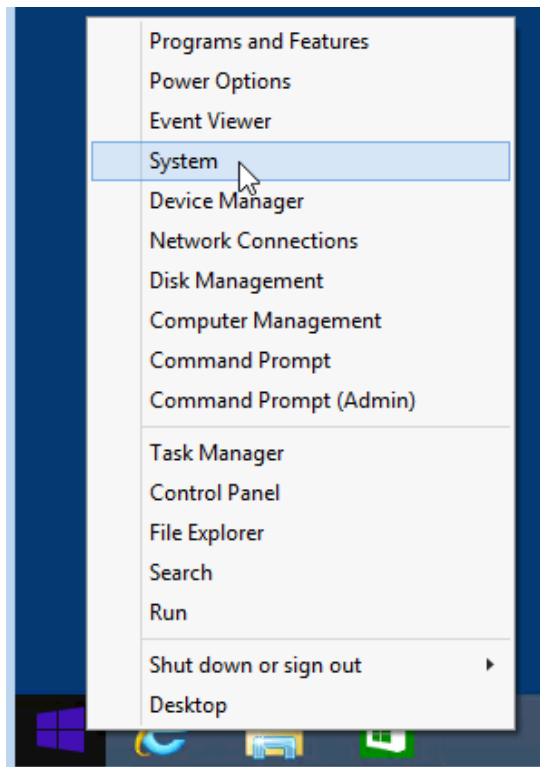 Programs and Features
Power Options
Event Viewer
System
Device Manager
Network Connections
Disk Management
Computer Management
Command Prompt
Command Prompt (Admin)
Task Manager
Control Panel
File Explorer
Search
Run
Shut down or sign out
Desktop